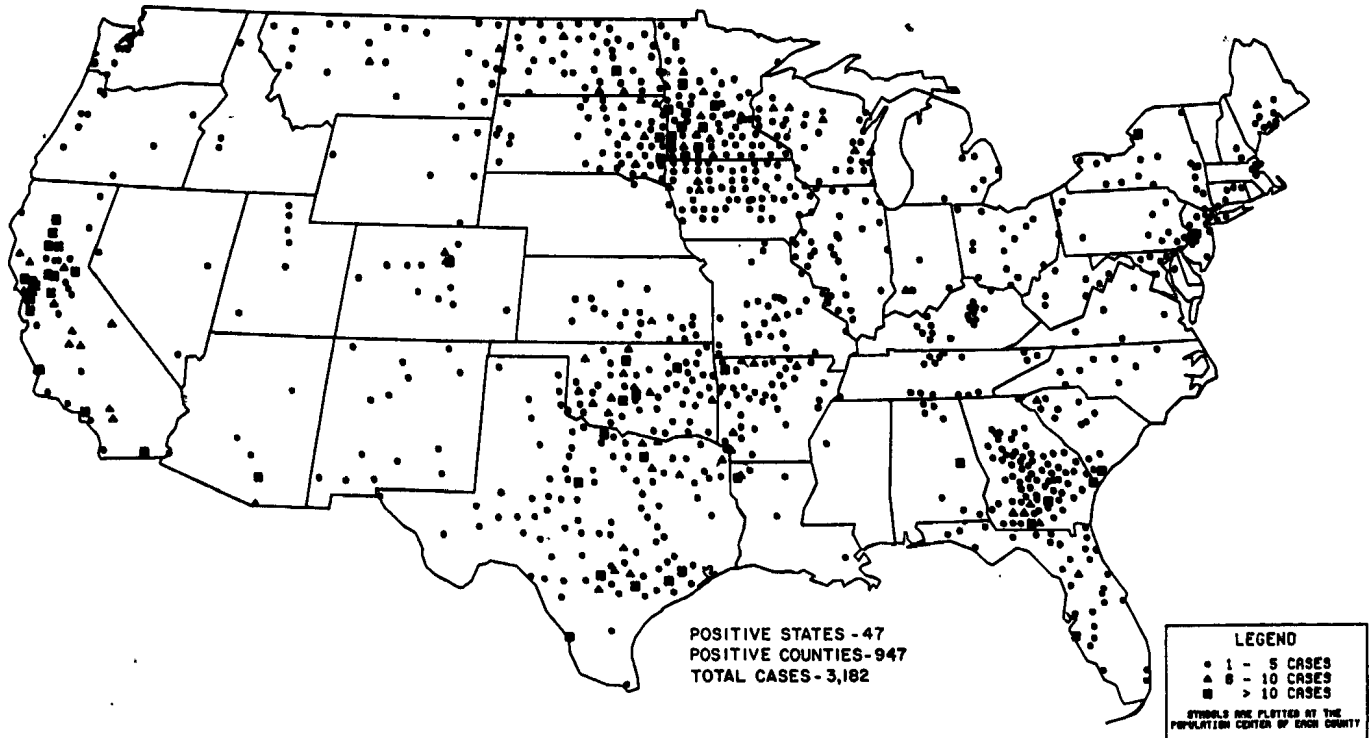 POSITIVE STATES - 47
POSITIVE COUNTIES - 947
TOTAL CASES - 3,182
LEGEND
● 1 - 5 CASES
▲ 6 - 10 CASES
■ > 10 CASES
SYMBOLS ARE PLOTTED AT THE
POPULATION CENTER OF EACH COUNTY